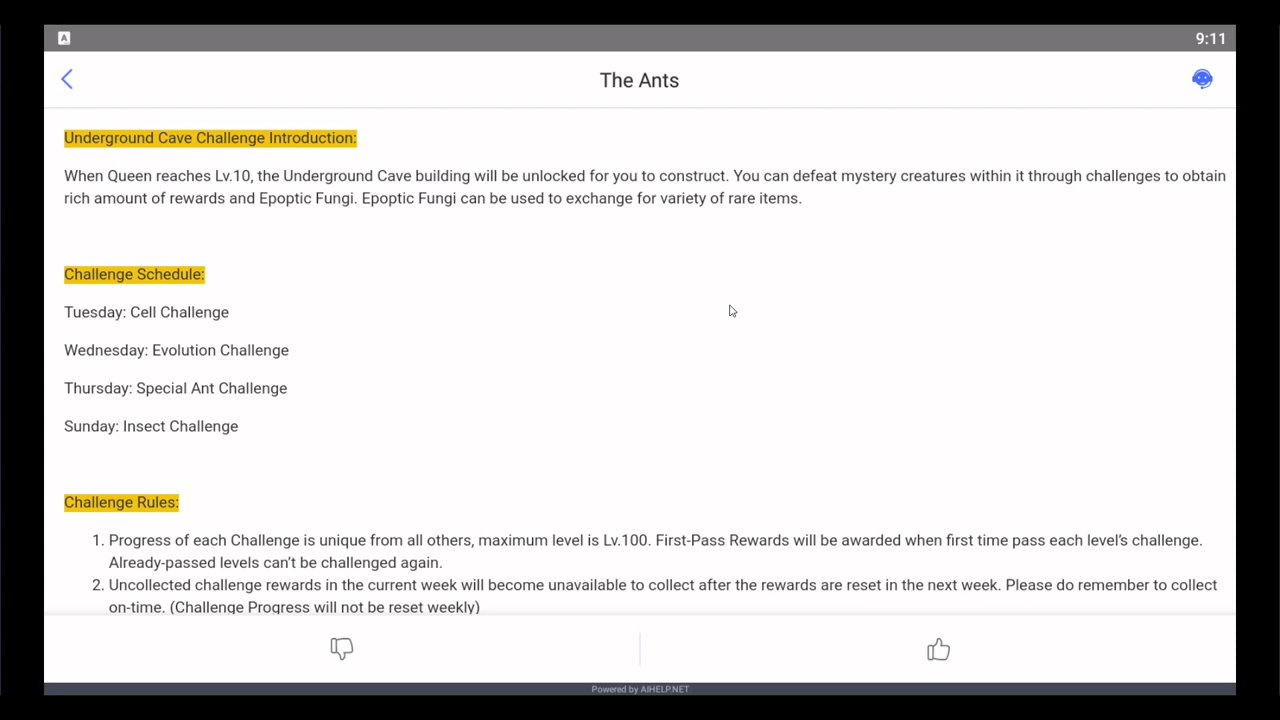 A
9:11
The Ants
Underground Cave Challenge Introduction:
When Queen reaches Lv.10, the Underground Cave building will be unlocked for you to construct. You can defeat mystery creatures within it through challenges to obtain
rich amount of rewards and Epoptic Fungi. Epoptic Fungi can be used to exchange for variety of rare items.
Challenge Schedule:
Tuesday: Cell Challenge
Wednesday: Evolution Challenge
Thursday: Special Ant Challenge
Sunday: Insect Challenge
Challenge Rules:
1. Progress of each Challenge is unique from all others, maximum level is Lv.100. First-Pass Rewards will be awarded when first time pass each level's challenge.
Already-passed levels can't be challenged again.
2. Uncollected challenge rewards in the current week will become unavailable to collect after the rewards are reset in the next week. Please do remember to collect
on-time. (Challenge Progress will not be reset weekly)
Powered by AIHELP.NET